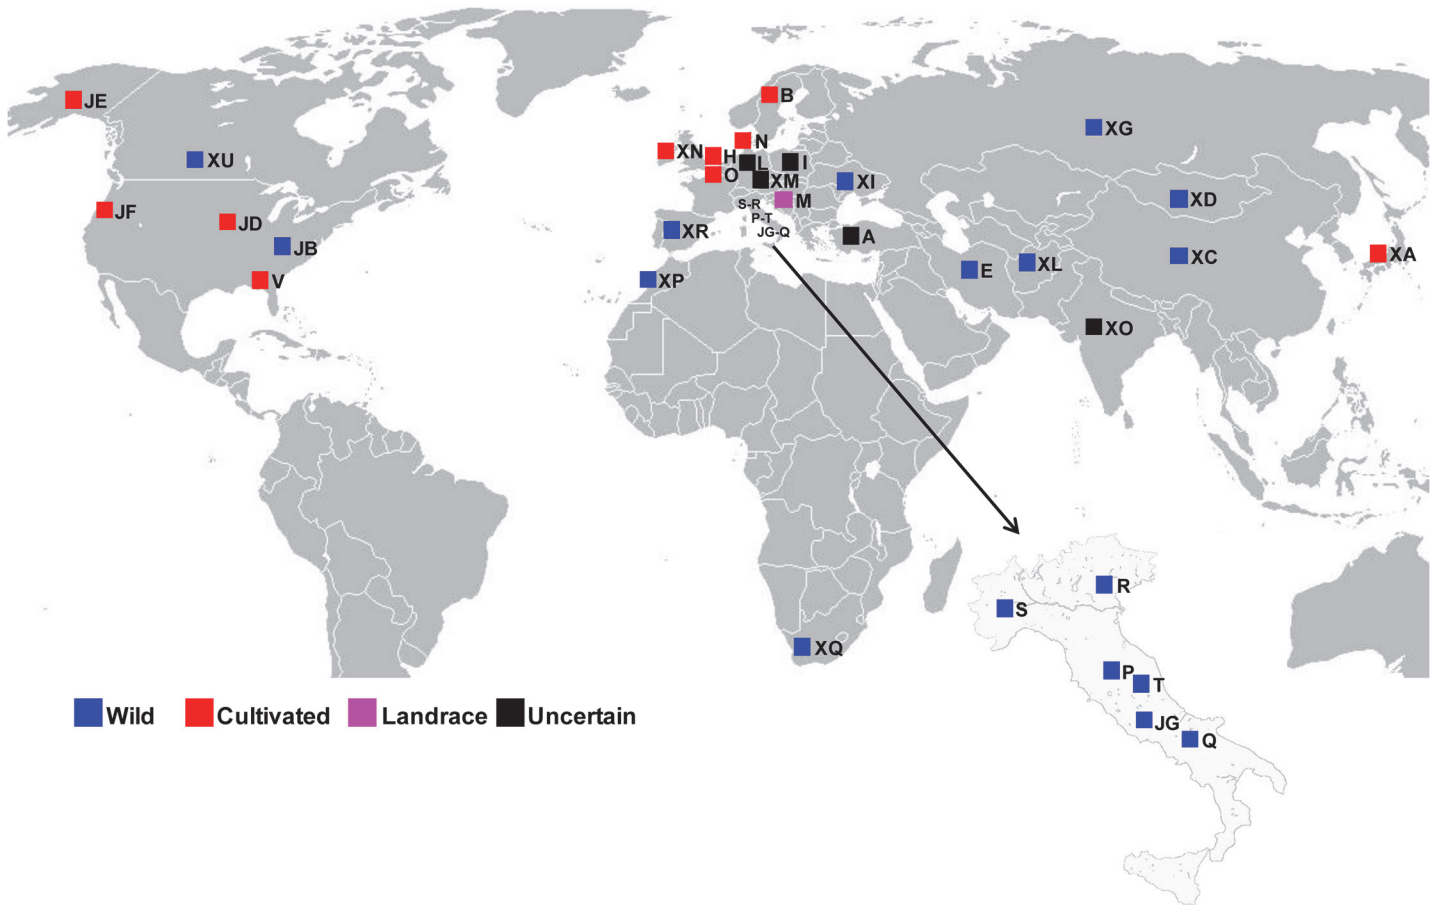 JE
B
XG
XU
XN
H
N
L
I
O
XM
XI
M
XD
JF
JD
S-R
P-T
JG-Q
XR
A
JB
XA
XC
E
XL
V
XP
XO
R
S
XQ
P
T
JG
Q
Wild
Cultivated
Landrace
Uncertain